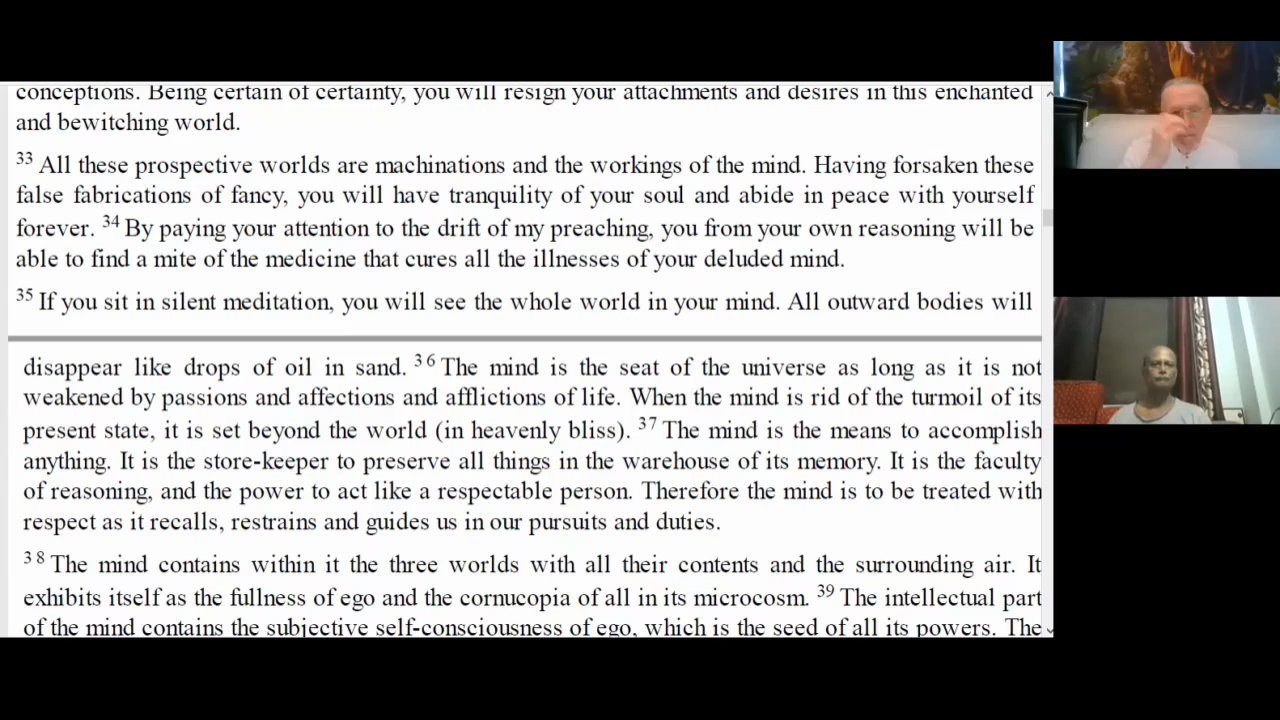 conceptions. Being certain of certainty, you will resign your attachments and desires in this enchanted
and bewitching world.
33 All these prospective worlds are machinations and the workings of the mind. Having forsaken these
false fabrications of fancy, you will have tranquility of your soul and abide in peace with yourself
forever. 34 By paying your attention to the drift of my preaching, you from your own reasoning will be
able to find a mite of the medicine that cures all the illnesses of your deluded mind.
35 If you sit in silent meditation, you will see the whole world in your mind. All outward bodies will
disappear like drops of oil in sand. 36 The mind is the seat of the universe as long as it is not
weakened by passions and affections and afflictions of life. When the mind is rid of the turmoil of its
present state, it is set beyond the world (in heavenly bliss). 37 The mind is the means to accomplish
anything. It is the store-keeper to preserve all things in the warehouse of its memory. It is the faculty
of reasoning, and the power to act like a respectable person. Therefore the mind is to be treated with
respect as it recalls, restrains and guides us in our pursuits and duties.
38 The mind contains within it the three worlds with all their contents and the surrounding air. It
exhibits itself as the fullness of ego and the cornucopia of all in its microcosm. 39 The intellectual part
of the mind contains the subjective self-consciousness of ego, which is the seed of all its powers. The